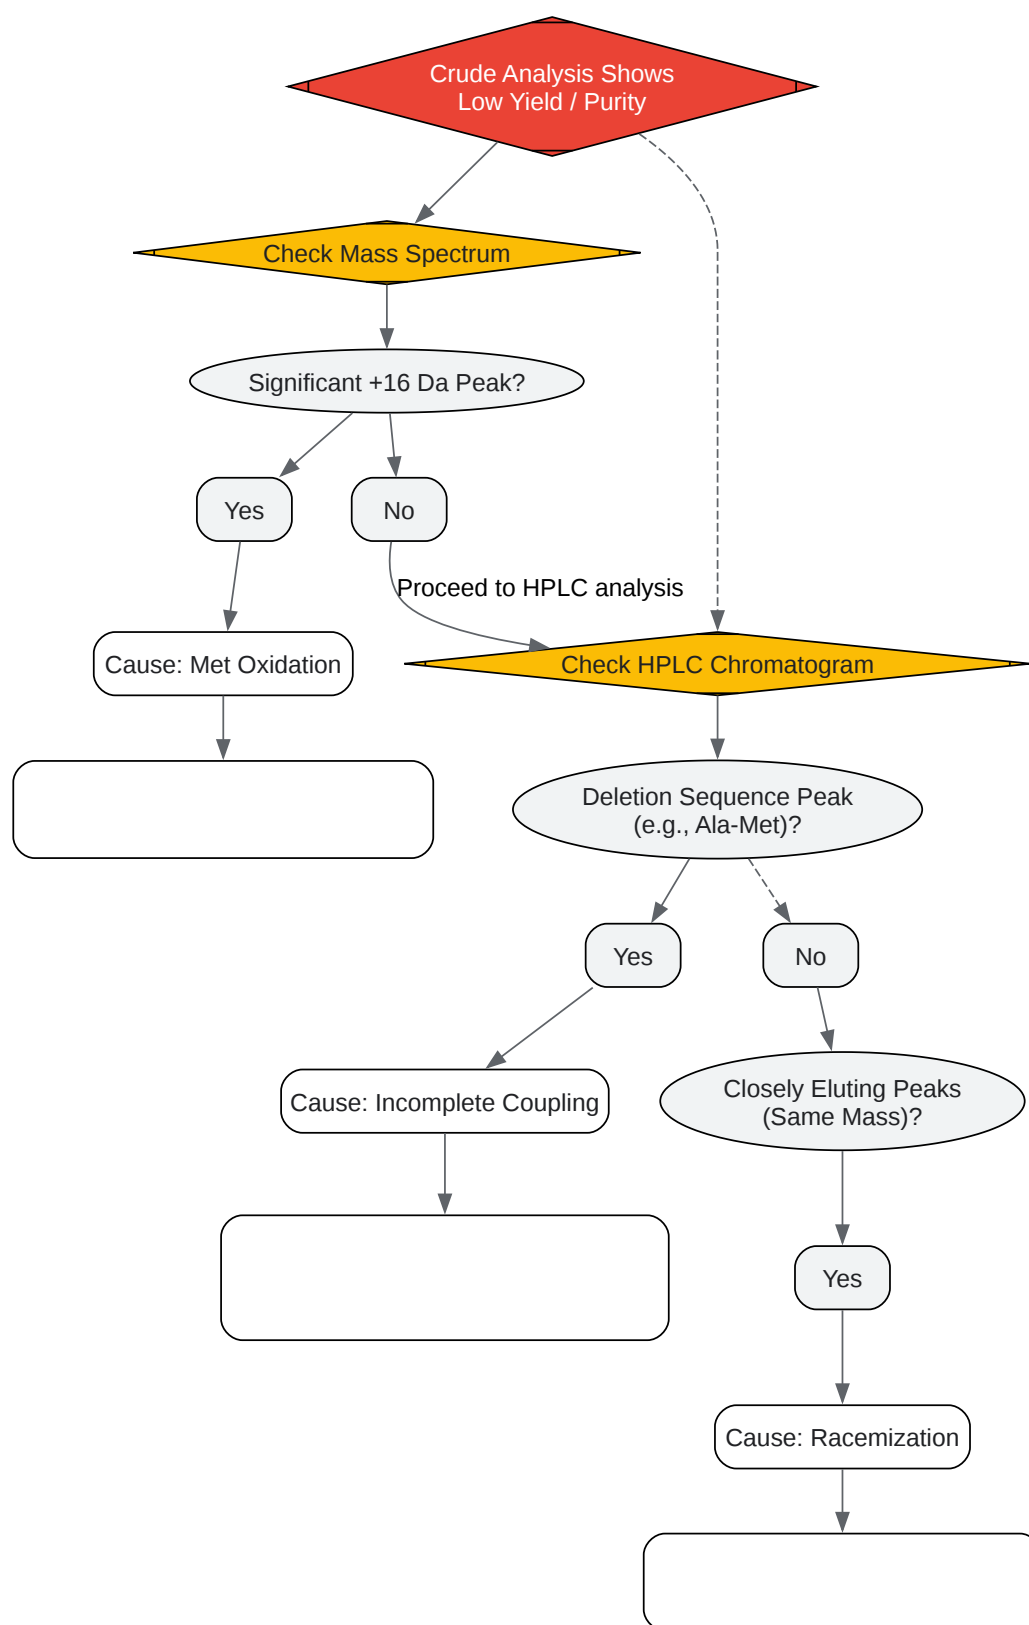 Crude Analysis Shows
Low Yield / Purity
Check Mass Spectrum
Significant +16 Da Peak?
Yes
No
Proceed to HPLC analysis
Cause: Met Oxidation
Check HPLC Chromatogram
Deletion Sequence Peak
(e.g., Ala-Met)?
Yes
No
Cause: Incomplete Coupling
Closely Eluting Peaks
(Same Mass)?
Yes
Cause: Racemization